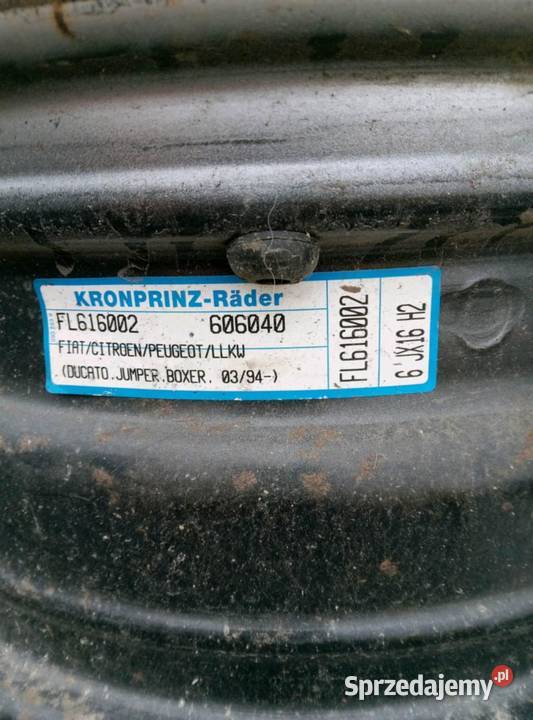 KRONPRINZ-Räder
FL616002 606040
FIAT/CITROEN/PEUGEOT/LLKW
(DUCATO.JUMPER.BOXER. 03/94-)
FL616002
6 JX16 H2
Sprzedajemy.pl